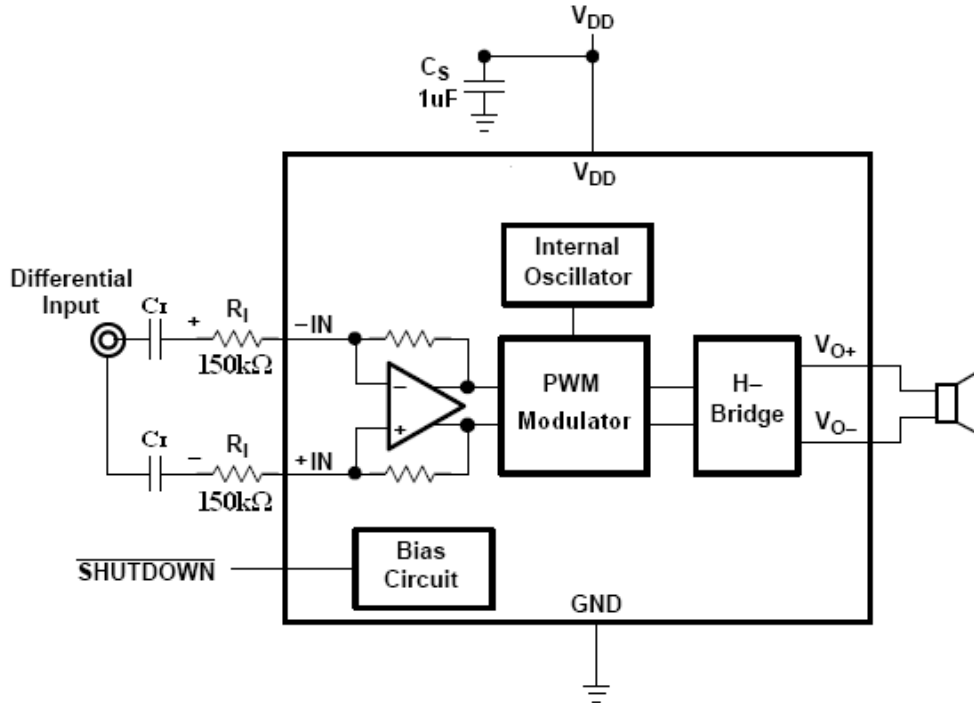 VDD
CS
1uF
VDD
Internal
Oscillator
Differential
Input
CI
+
RI
150kΩ
−IN
−
PWM
Modulator
H−
Bridge
VO+
VO−
+
CI
−
RI
150kΩ
+IN
SHUTDOWN
Bias
Circuit
GND